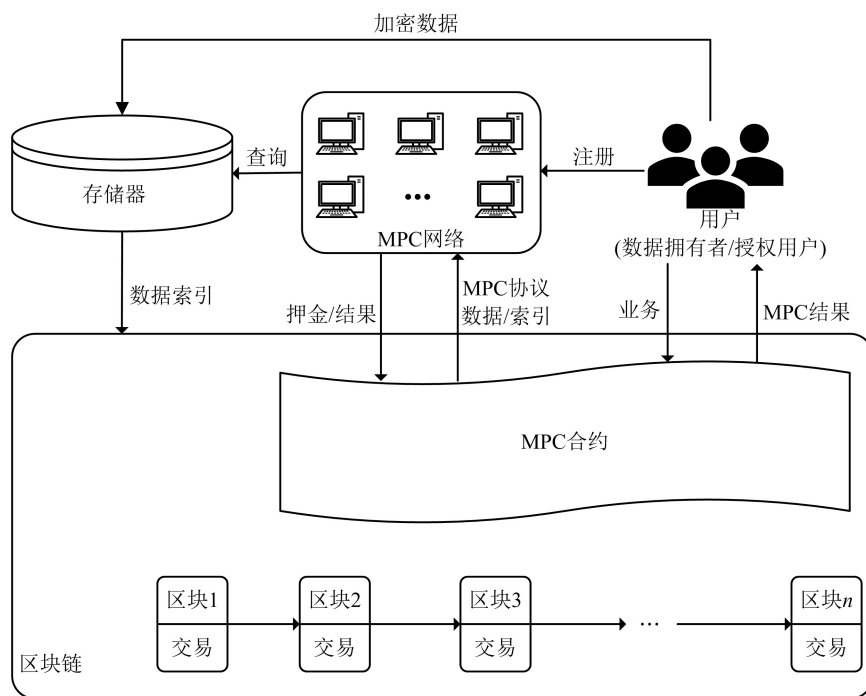 加密数据
查询
注册
存储器
•••
MPC网络
用户
(数据拥有者/授权用户)
数据索引
押金/结果
MPC协议
数据/索引
业务
MPC结果
MPC合约
区块1
区块2
区块3
区块n
交易
交易
交易
…
交易
区块链